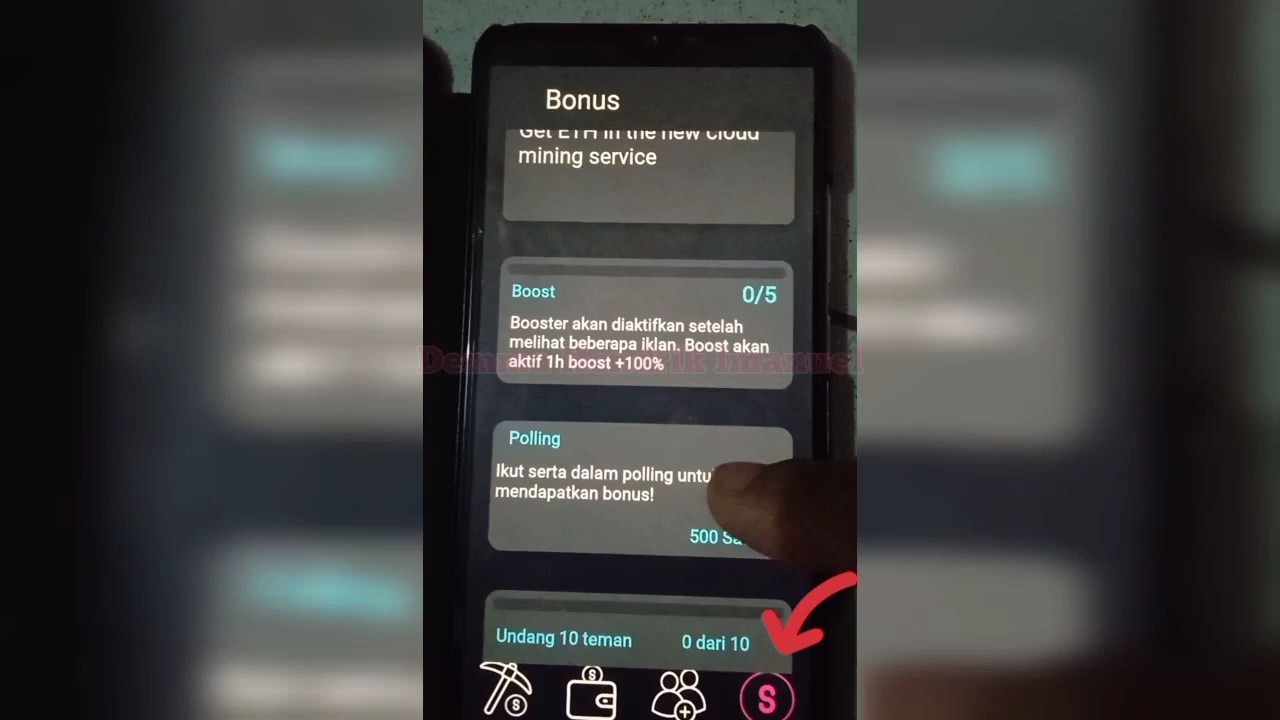 Bonus
Get ETH in the new cloud
mining service
Boost
0/5
Booster akan diaktifkan setelah
melihat beberapa iklan. Boost akan
aktif 1h boost +100%
Polling
Ikut serta dalam polling
mendapatkan bonus!
500
Undang 10 teman
0 dari 10
Imanuel